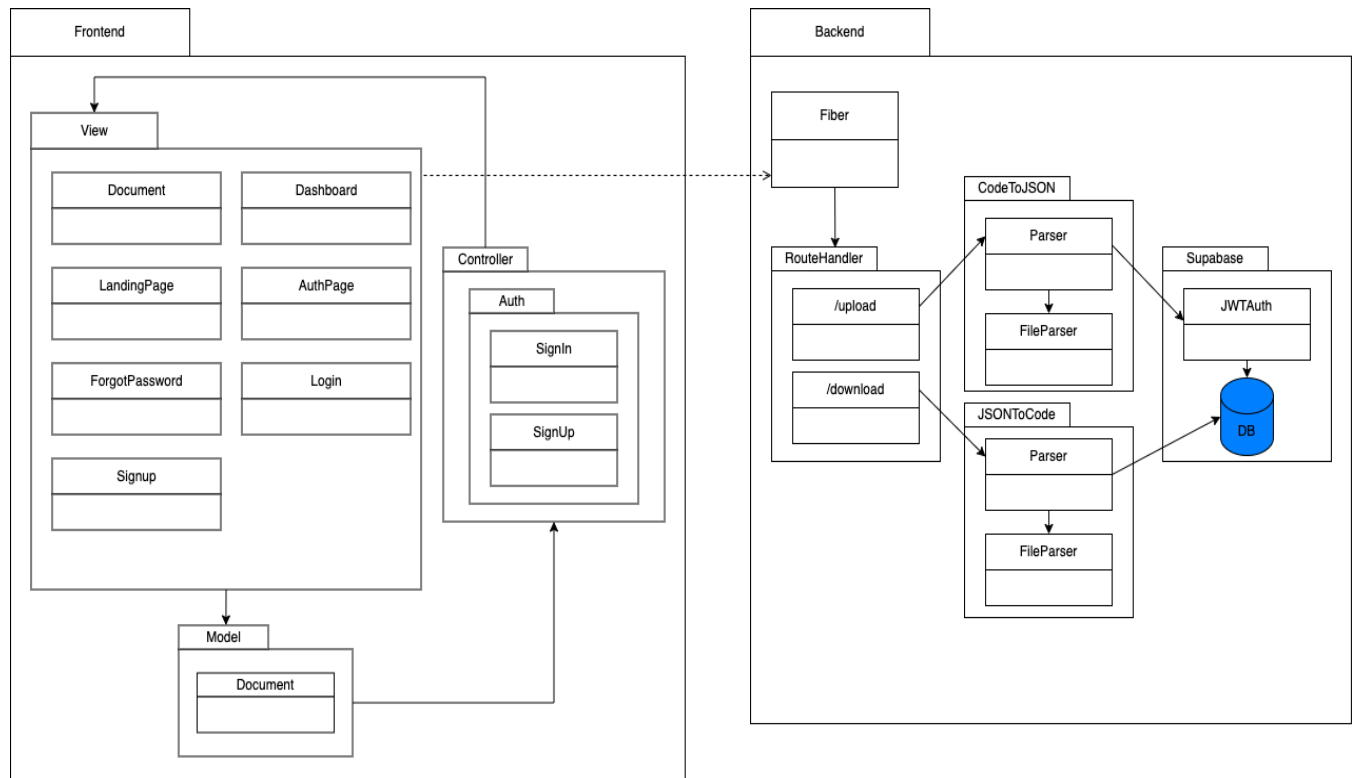 Frontend
View
Document
Dashboard
LandingPage
AuthPage
ForgotPassword
Login
Signup
Controller
Auth
SignIn
SignUp
Model
Document
Backend
Fiber
RouteHandler
/upload
/download
CodeToJSON
Parser
FileParser
JSONToCode
Parser
FileParser
Supabase
JWTAuth
DB